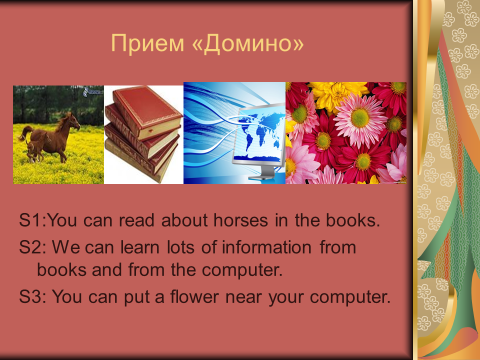 Прием «Домино»
S1:You can read about horses in the books.
S2: We can learn lots of information from
books and from the computer.
S3: You can put a flower near your computer.